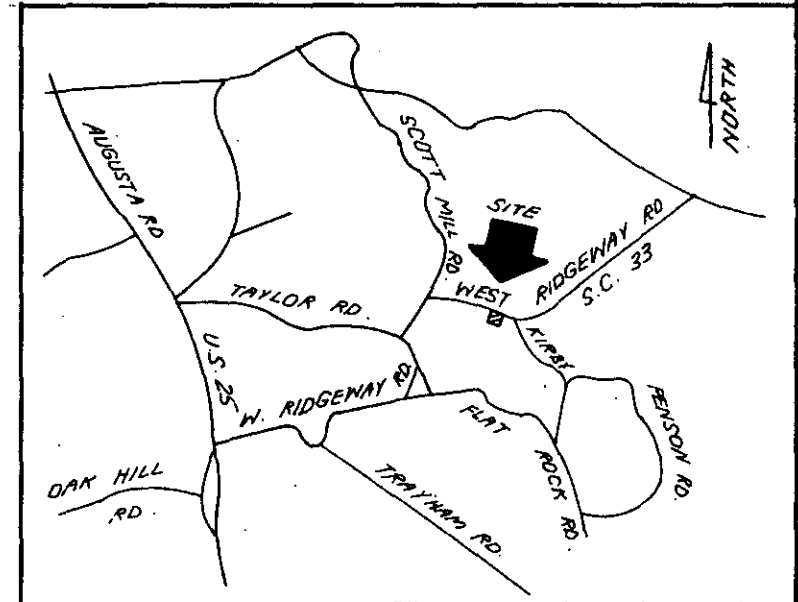 NORTH
SCOTT MILL RD.
AUGUSTA RD
SITE
WEST RIDGEWAY RD
S.C. 33
TAYLOR RD.
U.S. 25
KIRBY
W. RIDGEWAY RD.
PENSON RD.
FLAT ROCK RD.
OAK HILL
RD.
TRAYHAM RD.